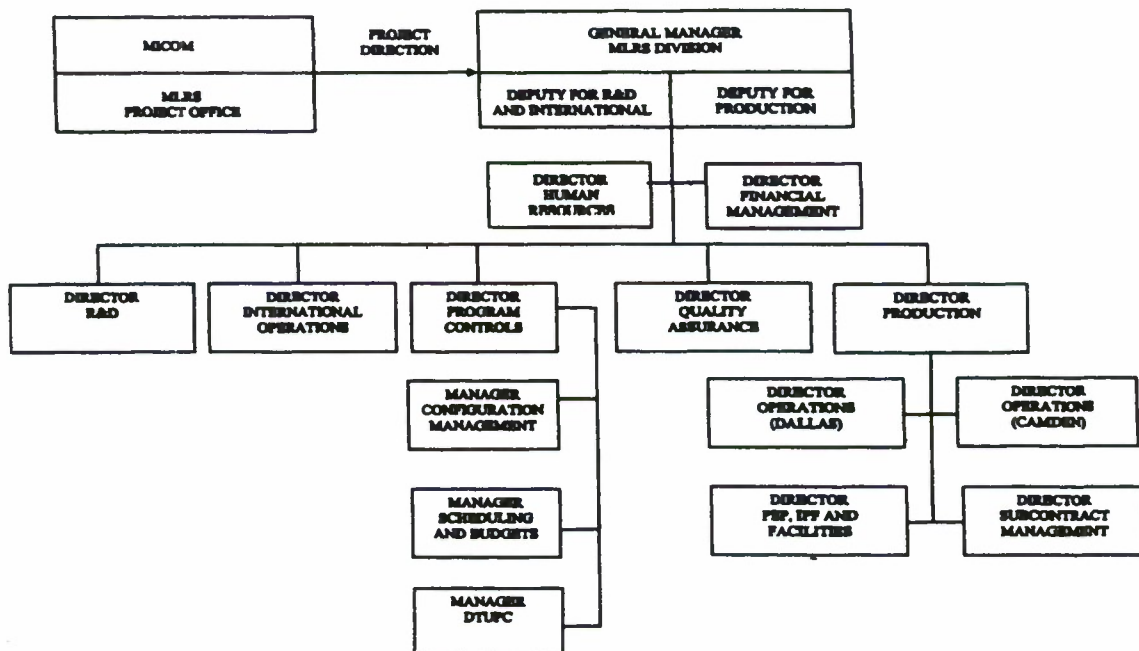 MICOM
MLRS
PROJECT OFFICE
PROJECT
DIRECTION
GENERAL MANAGER
MLRS DIVISION
DEPUTY FOR R&D
AND INTERNATIONAL
DEPUTY FOR
PRODUCTION
DIRECTOR
HUMAN
RESOURCES
DIRECTOR
FINANCIAL
MANAGEMENT
DIRECTOR
R&D
DIRECTOR
INTERNATIONAL
OPERATIONS
DIRECTOR
PROGRAM
CONTROLS
DIRECTOR
QUALITY
ASSURANCE
DIRECTOR
PRODUCTION
MANAGER
CONFIGURATION
MANAGEMENT
MANAGER
SCHEDULING
AND BUDGETS
MANAGER
DTUPC
DIRECTOR
OPERATIONS
(DALLAS)
DIRECTOR
OPERATIONS
(CAMDEN)
DIRECTOR
IPF AND
FACILITIES
DIRECTOR
SUBCONTRACT
MANAGEMENT